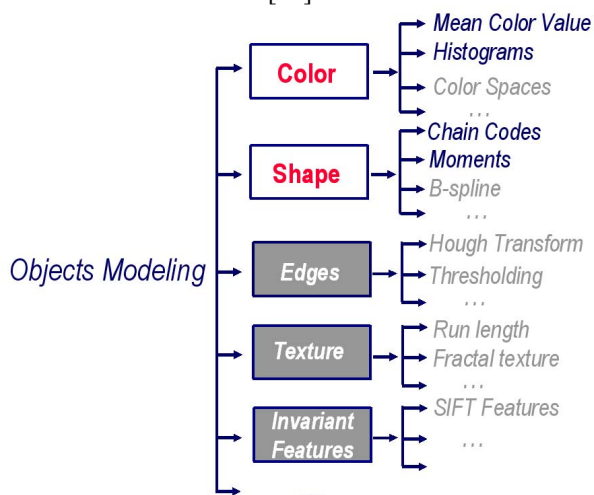 Objects Modeling
Color
Mean Color Value
Histograms
Color Spaces
...
Shape
Chain Codes
Moments
B-spline
...
Edges
Hough Transform
Thresholding
...
Texture
Run length
Fractal texture
...
Invariant
Features
SIFT Features
...